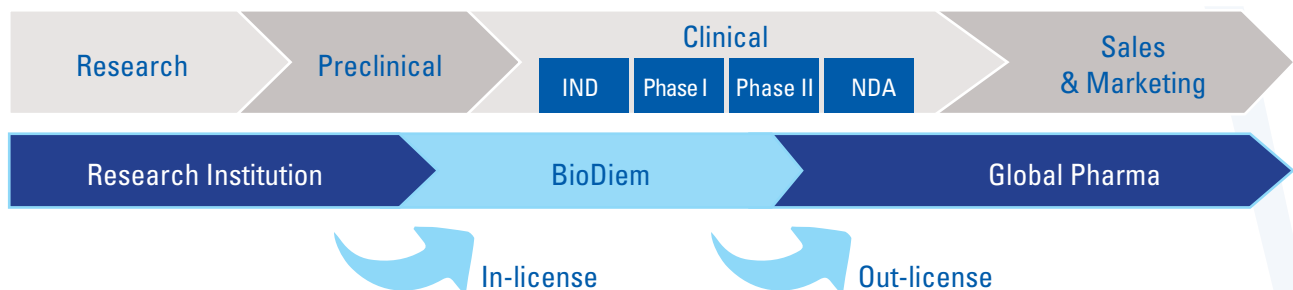 Research
Preclinical
Clinical
IND
Phase I
Phase II
NDA
Sales
& Marketing
Research Institution
BioDiem
Global Pharma
In-license
Out-license